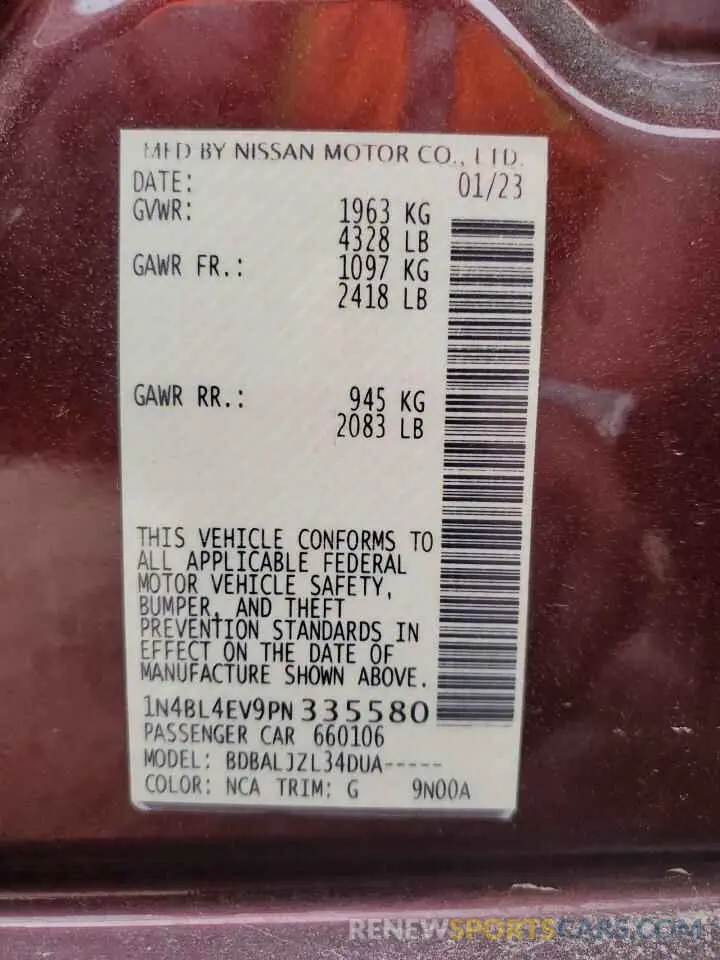 MFD BY NISSAN MOTOR CO., LTD.
DATE: 01/23
GVWR: 1963 KG
4328 LB
GAWR FR.: 1097 KG
2418 LB
GAWR RR.: 945 KG
2083 LB
THIS VEHICLE CONFORMS TO
ALL APPLICABLE FEDERAL
MOTOR VEHICLE SAFETY,
BUMPER, AND THEFT
PREVENTION STANDARDS IN
EFFECT ON THE DATE OF
MANUFACTURE SHOWN ABOVE.
1N4BL4EV9PN335580
PASSENGER CAR 660106
MODEL: BDBALJZL34DUA-----
COLOR: NCA TRIM: G 9N00A
RENEWSPORTSCARS.COM